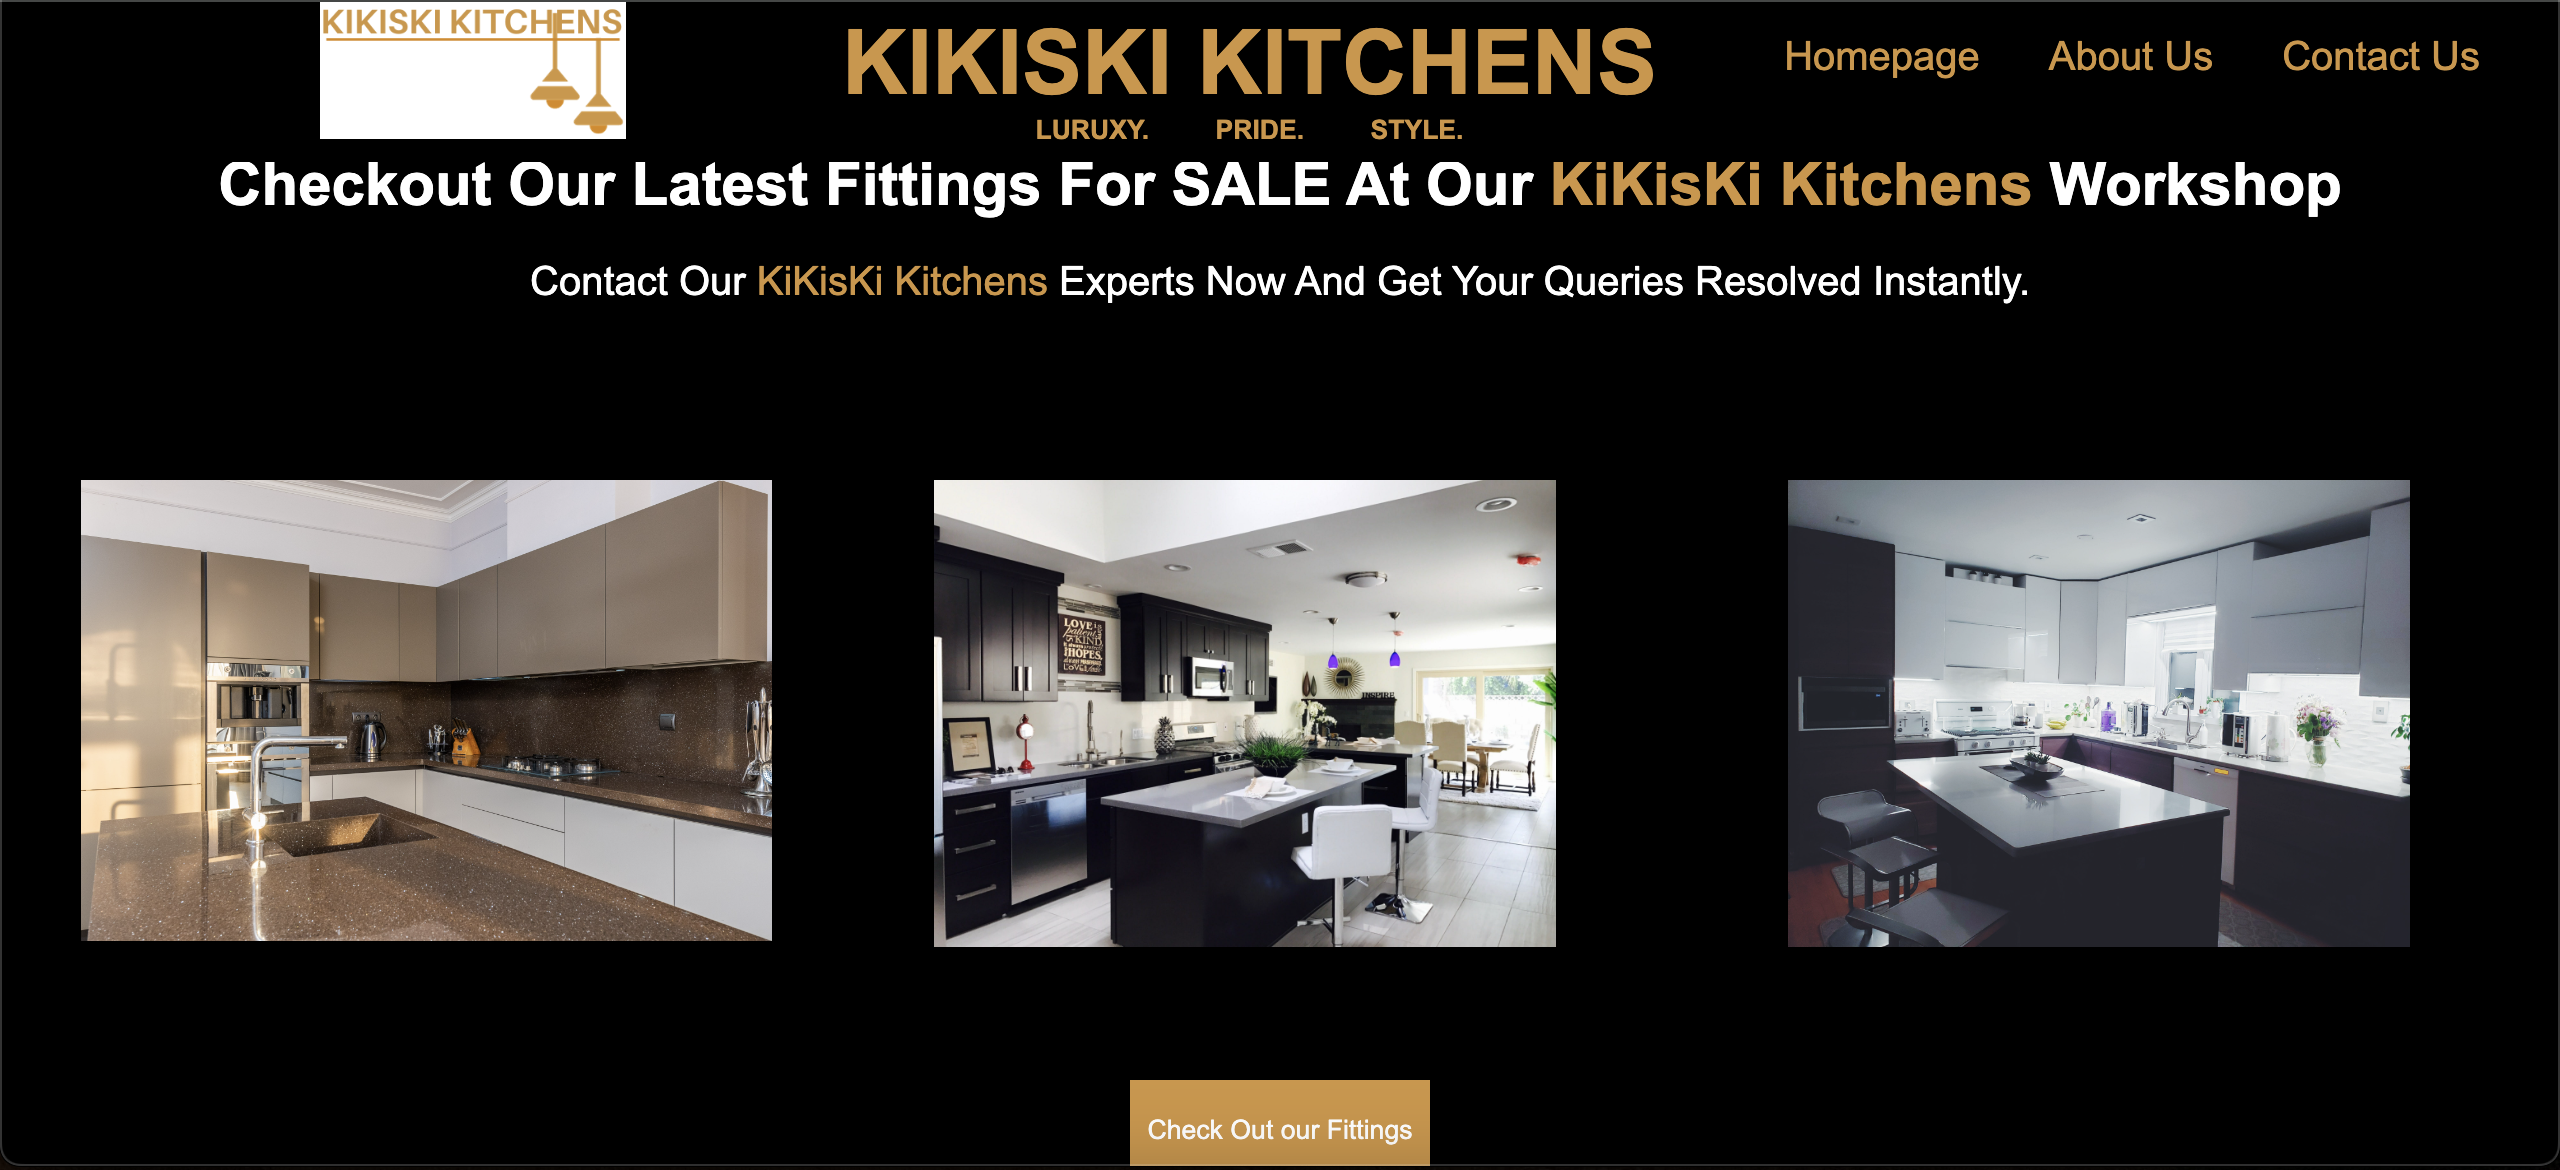 KIKISKI KITCHENS
KIKISKI KITCHENS
Homepage About Us Contact Us
LURUXY. PRIDE. STYLE.
Checkout Our Latest Fittings For SALE At Our KiKisKi Kitchens Workshop
Contact Our KiKisKi Kitchens Experts Now And Get Your Queries Resolved Instantly.
LOVE is
patient
KIND.
HOPES,
INSPIRE
Check Out our Fittings